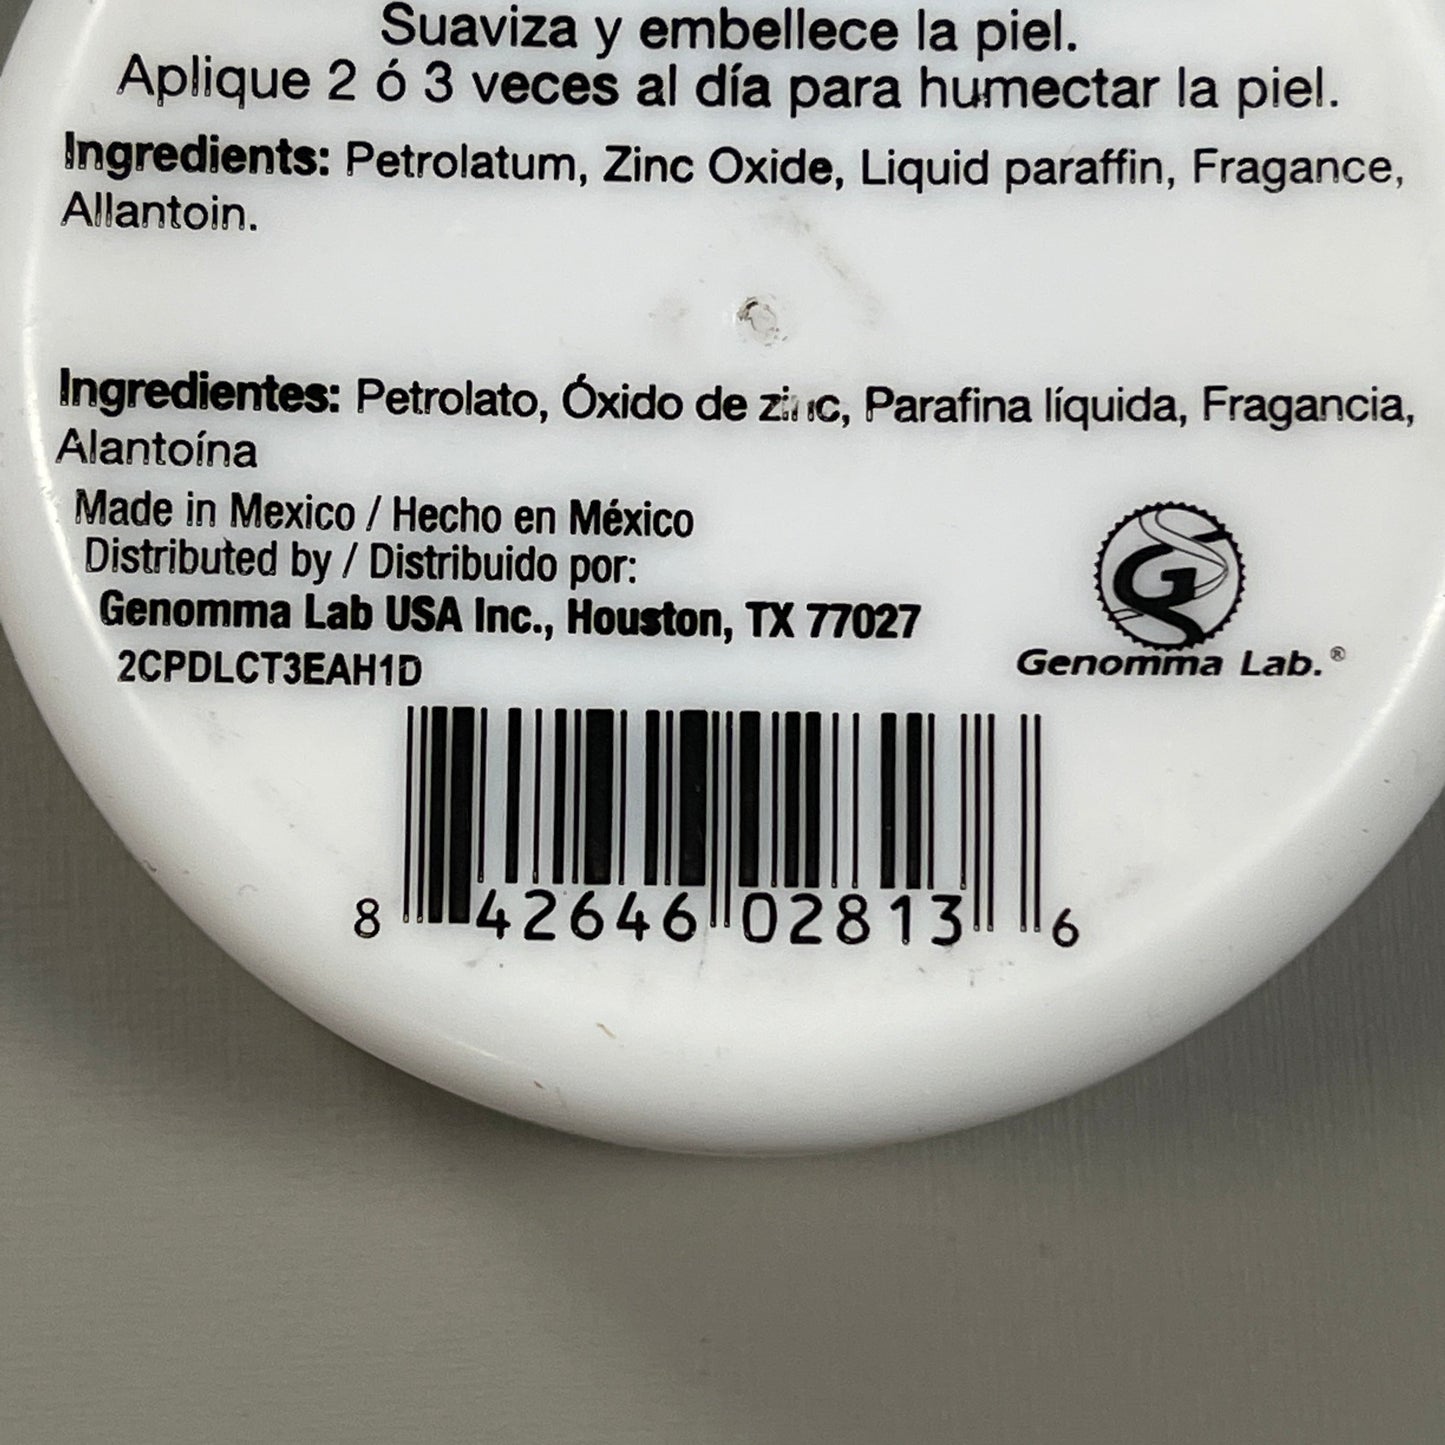 Suaviza y embellece la piel.
Aplique 2 ó 3 veces al día para humectar la piel.
Ingredients: Petrolatum, Zinc Oxide, Liquid paraffin, Fragance,
Allantoin.
Ingredientes: Petrolato, Óxido de zinc, Parafina líquida, Fragancia,
Alantoína
Made in Mexico / Hecho en México
Distributed by / Distribuido por:
Genomma Lab USA Inc., Houston, TX 77027
2CPDLCT3EAH1D
G
Genomma Lab.®
8 42646 02813 6